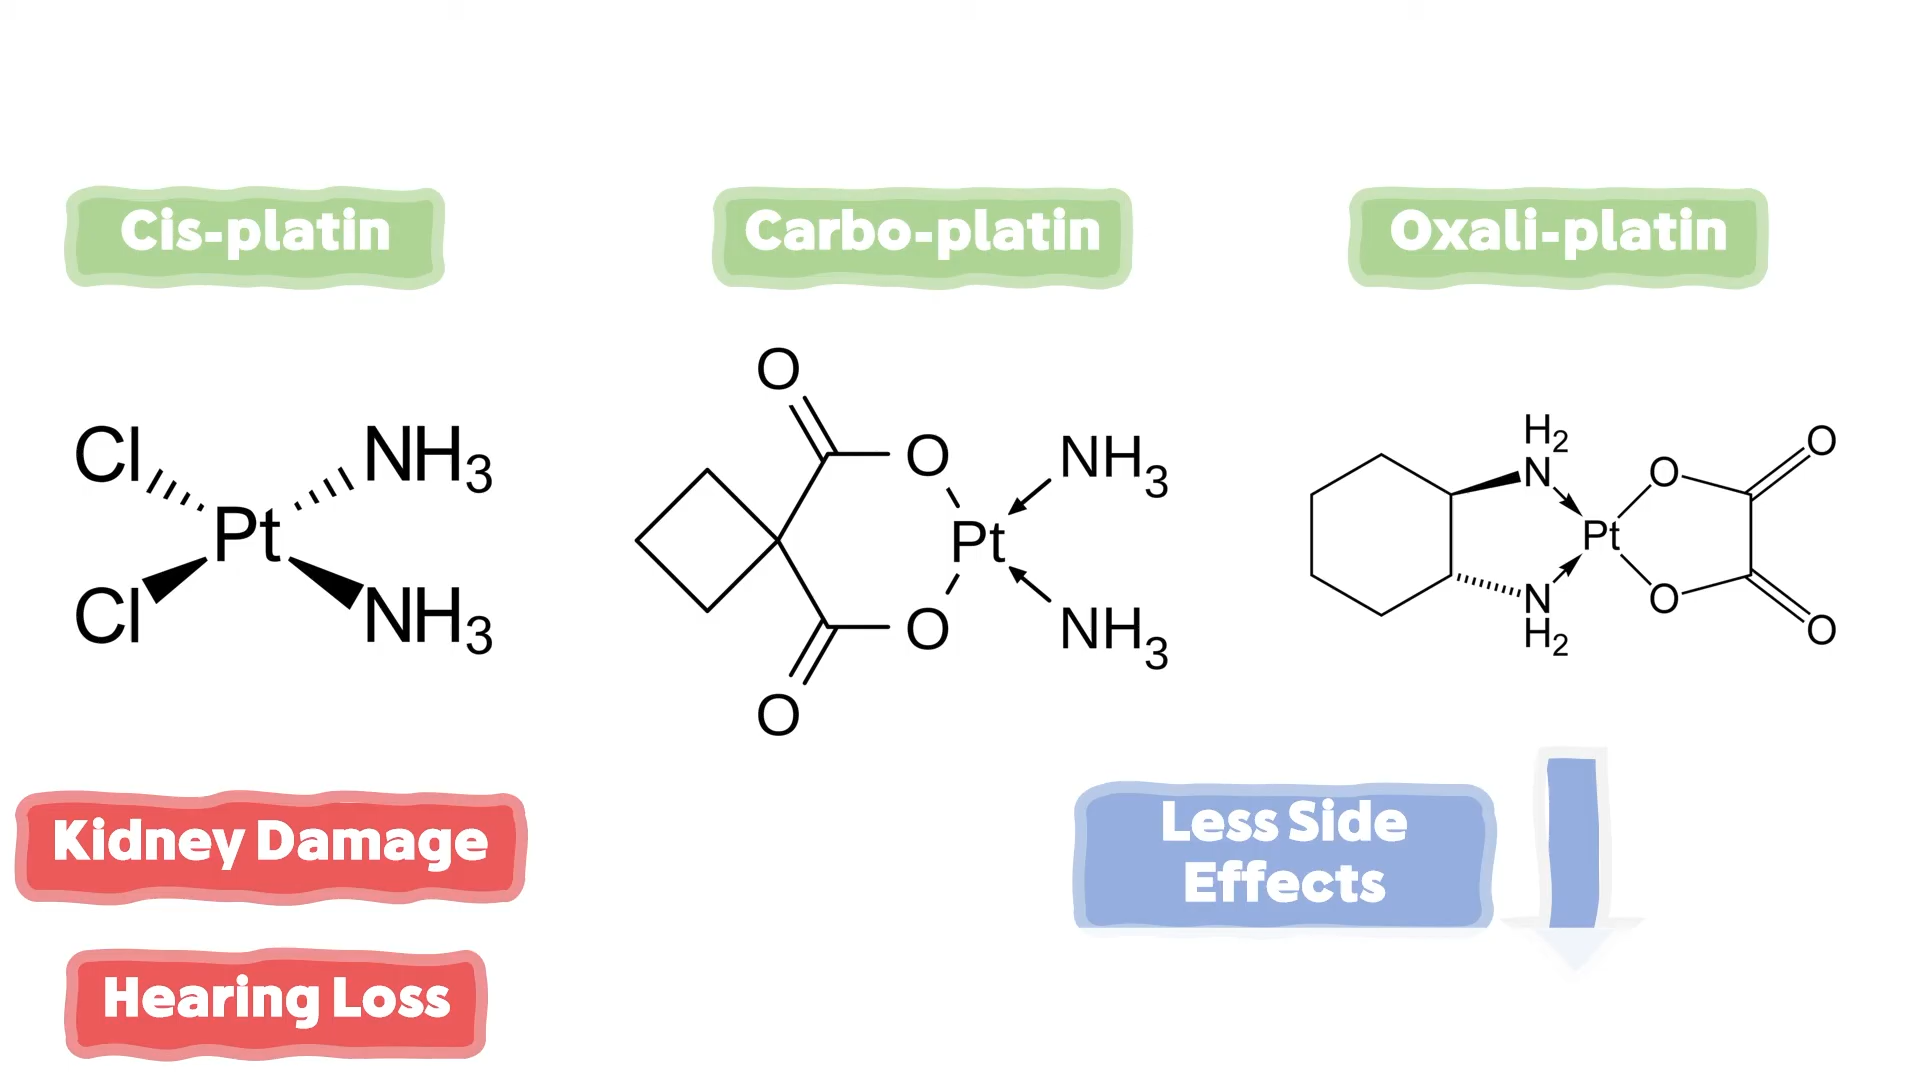 Cis-platin
Carbo-platin
Oxali-platin
Cl
NH3
Pt
Cl
NH3
O
O
NH3
Pt
O
NH3
O
H2
N
O
O
Pt
N
H2
O
O
Kidney Damage
Hearing Loss
Less Side
Effects